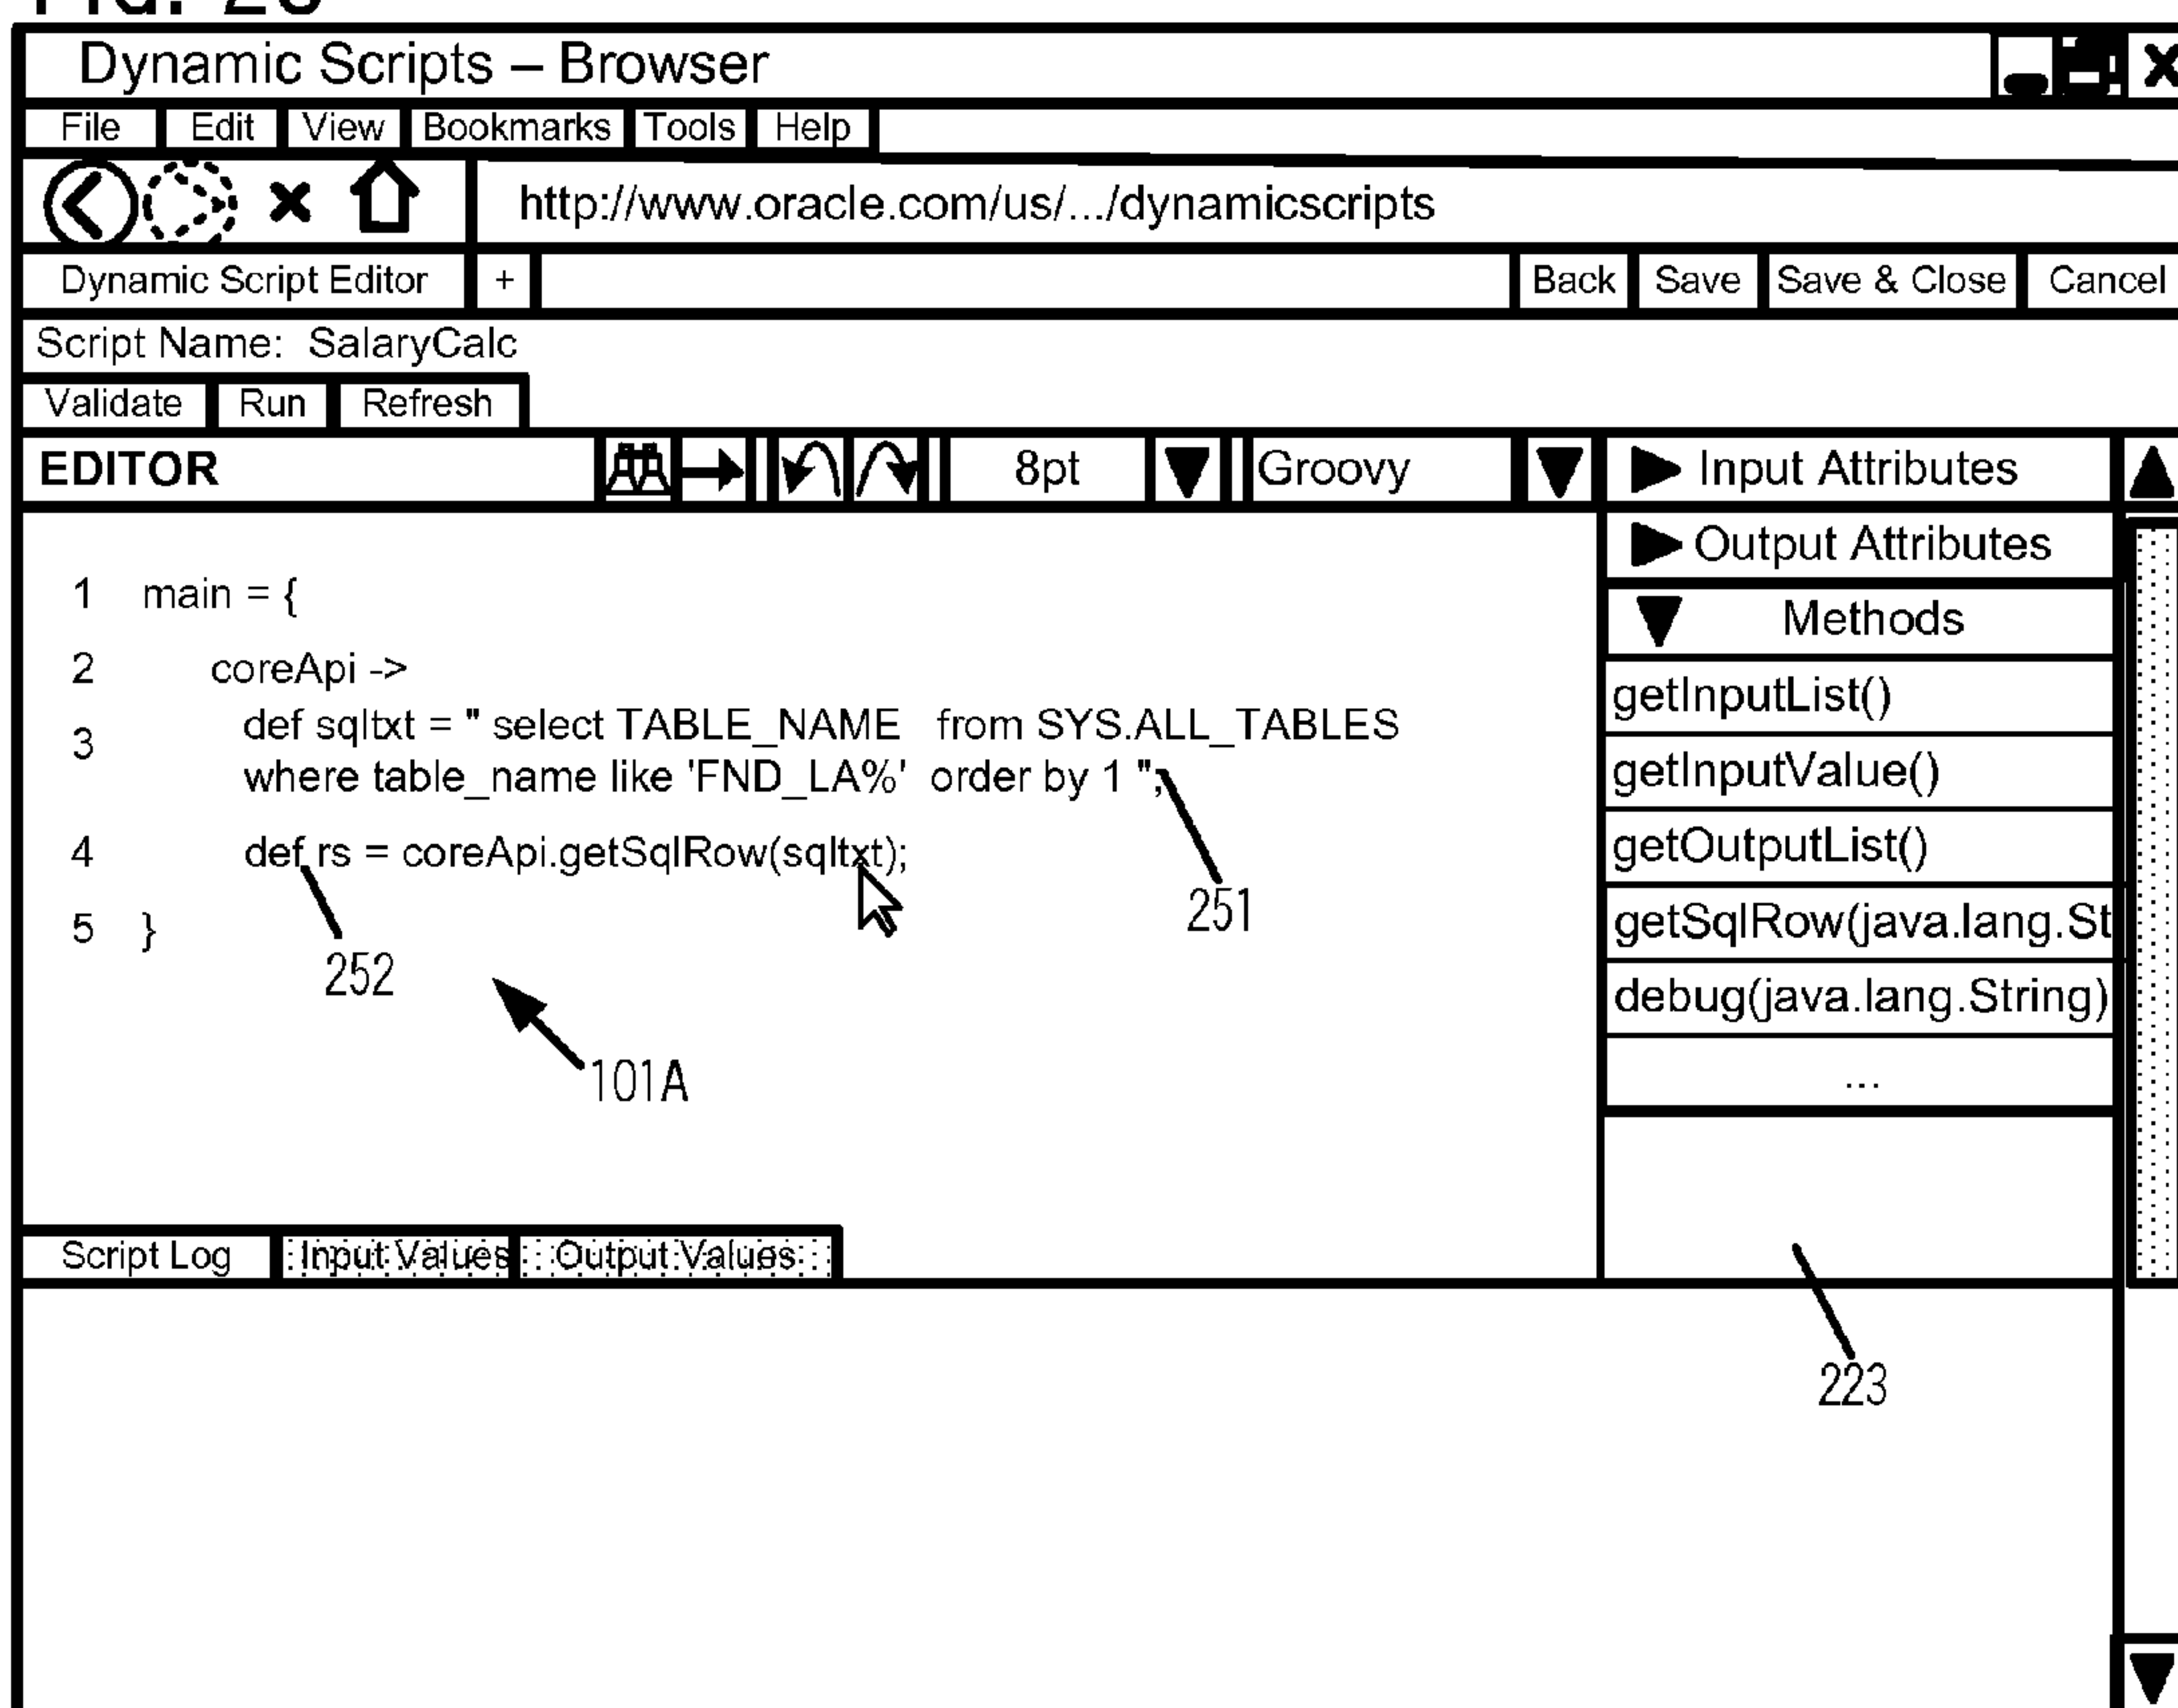 Dynamic Scripts – Browser
File Edit View Bookmarks Tools Help
http://www.oracle.com/us/.../dynamicscripts
Dynamic Script Editor + Back Save Save & Close Cancel
Script Name: SalaryCalc
Validate Run Refresh
EDITOR 8pt Groovy Input Attributes
Output Attributes
Methods
getInputList()
getInputValue()
getOutputList()
getSqlRow(java.lang.St
debug(java.lang.String)
...
1 main = {
2 coreApi ->
3 def sqltxt = " select TABLE_NAME from SYS.ALL_TABLES
where table_name like 'FND_LA%' order by 1 ";
4 def rs = coreApi.getSqlRow(sqltxt);
5 }
251
252
101A
Script Log Input Values Output Values
223